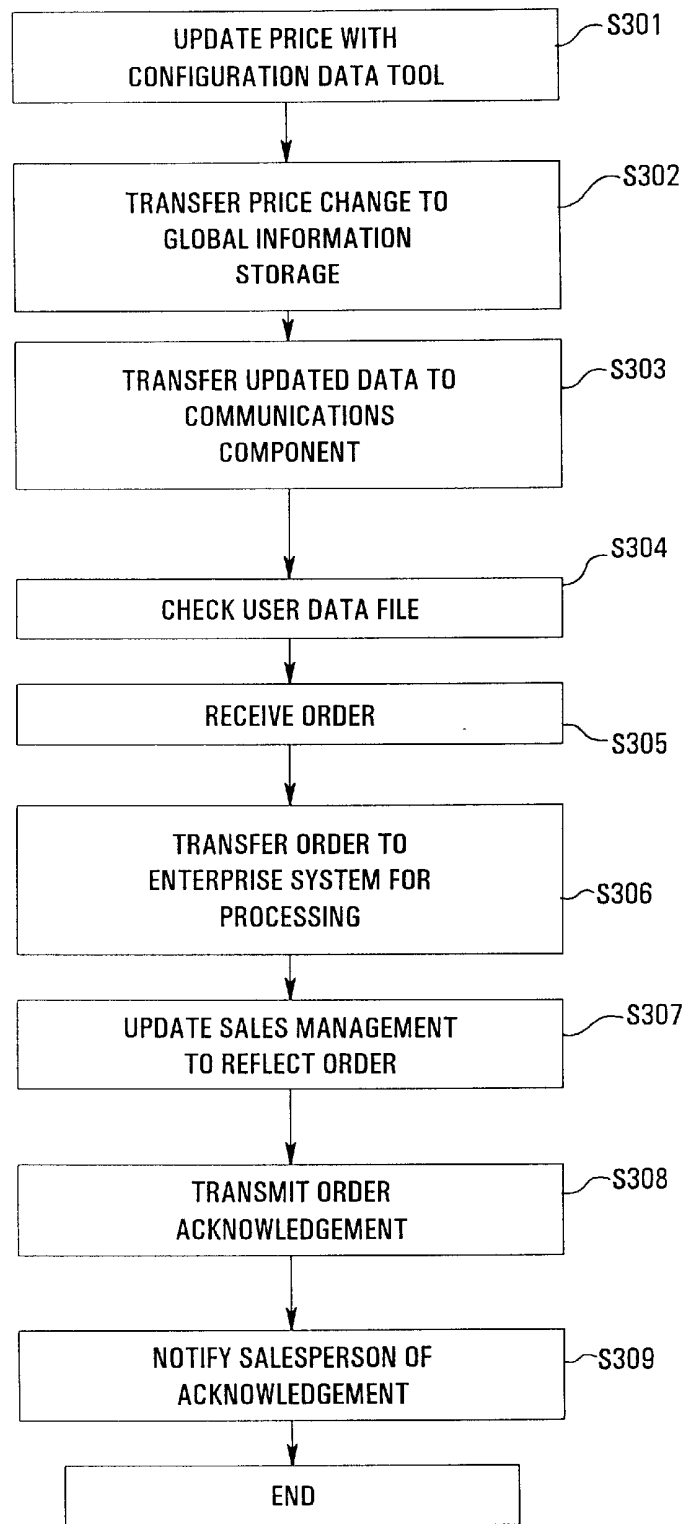 UPDATE PRICE WITH
CONFIGURATION DATA TOOL
S301
TRANSFER PRICE CHANGE TO
GLOBAL INFORMATION
STORAGE
S302
TRANSFER UPDATED DATA TO
COMMUNICATIONS
COMPONENT
S303
CHECK USER DATA FILE
S304
RECEIVE ORDER
S305
TRANSFER ORDER TO
ENTERPRISE SYSTEM FOR
PROCESSING
S306
UPDATE SALES MANAGEMENT
TO REFLECT ORDER
S307
TRANSMIT ORDER
ACKNOWLEDGEMENT
S308
NOTIFY SALESPERSON OF
ACKNOWLEDGEMENT
S309
END